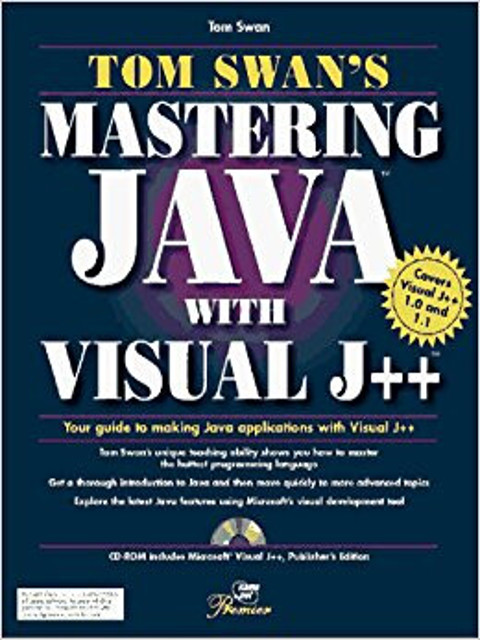 Tom Swan
TOM SWAN'S
MASTERING
JAVA™
WITH
VISUAL J++™
Covers
Visual J++
1.0 and
1.1
Your guide to making Java applications with Visual J++
Tom Swan's unique teaching ability shows you how to master
the hottest programming language
Get a thorough introduction to Java and then move quickly to more advanced topics
Explore the latest Java features using Microsoft's visual development tool
CD-ROM includes Microsoft® Visual J++, Publisher's Edition
Premier